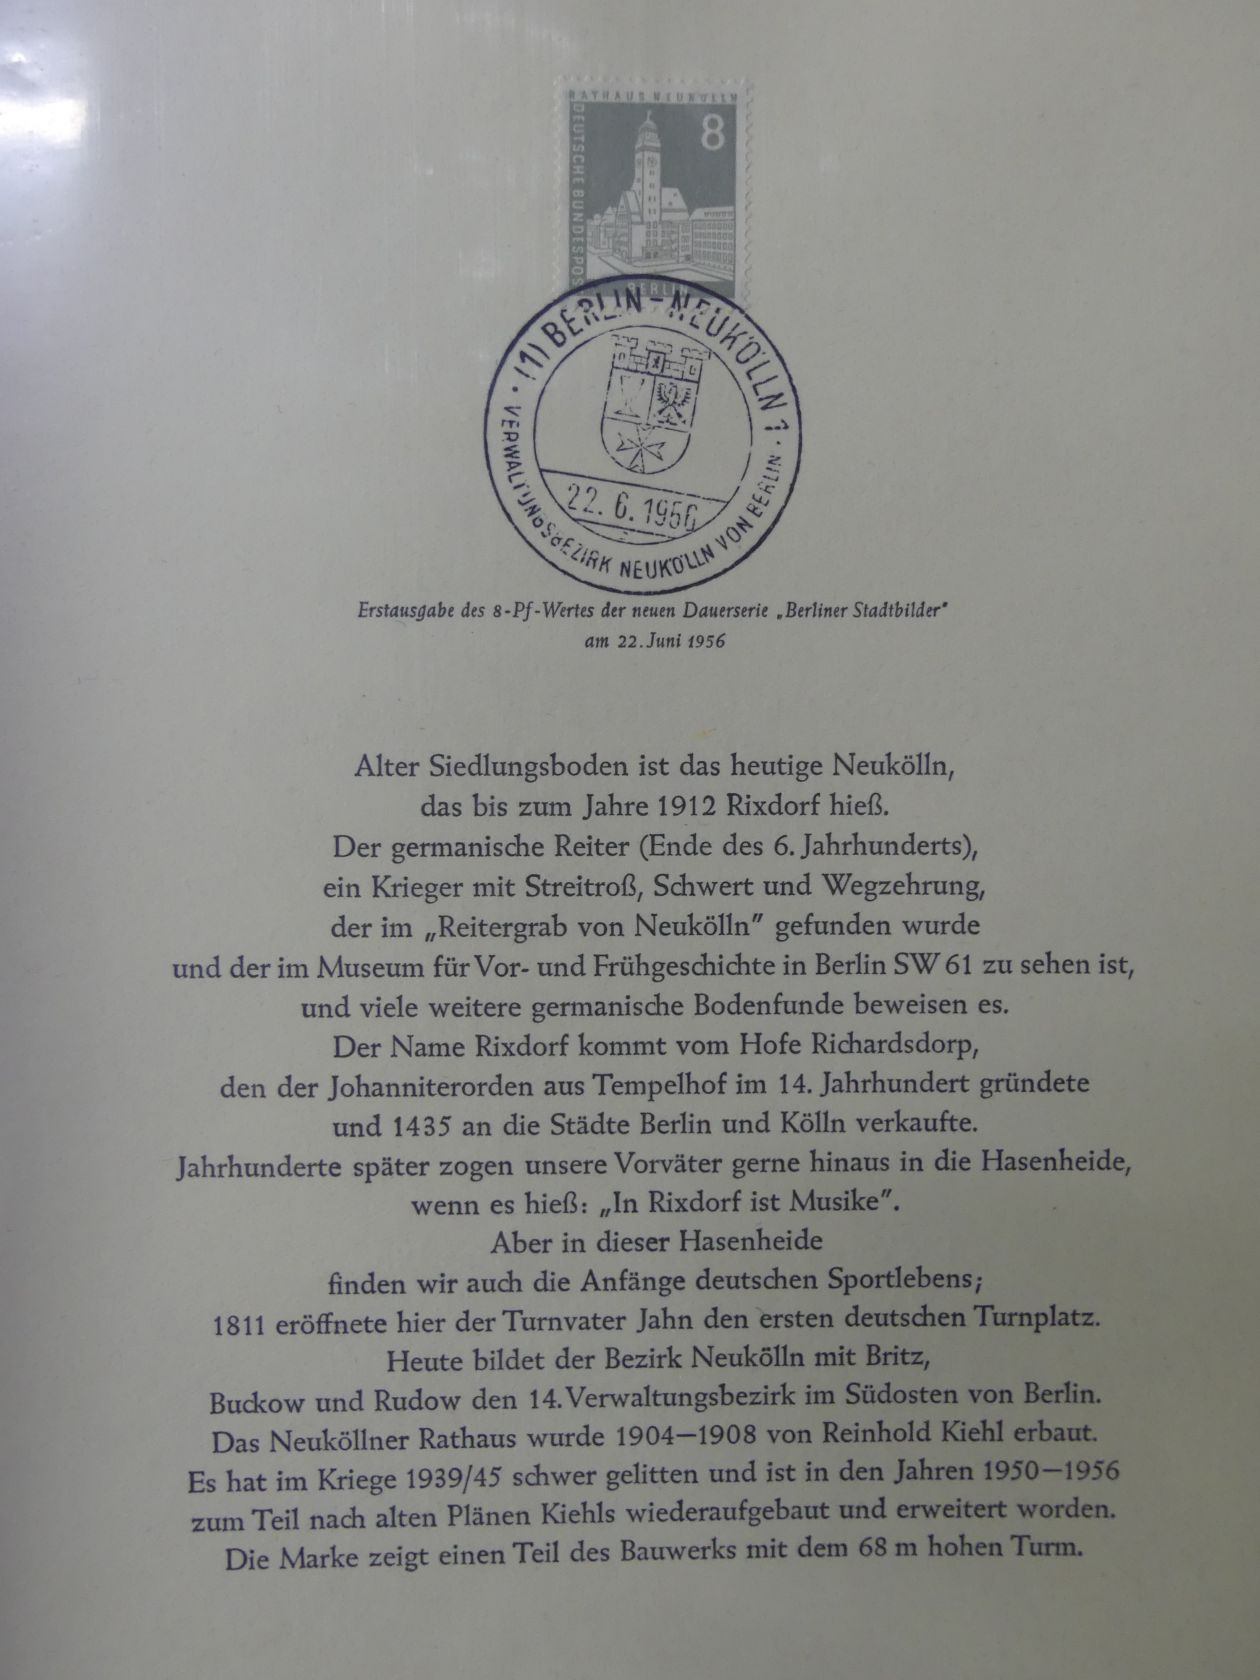 RATHAUS NEUKÖLLN
8
DEUTSCHE BUNDESPOST
BERLIN
(1) BERLIN-NEUKÖLLN 1
22. 6. 1956
VERWALTUNGSBEZIRK NEUKÖLLN VON BERLIN
Erstausgabe des 8-Pf-Wertes der neuen Dauerserie „Berliner Stadtbilder"
am 22. Juni 1956
Alter Siedlungsboden ist das heutige Neukölln,
das bis zum Jahre 1912 Rixdorf hieß.
Der germanische Reiter (Ende des 6. Jahrhunderts),
ein Krieger mit Streitroß, Schwert und Wegzehrung,
der im „Reitergrab von Neukölln" gefunden wurde
und der im Museum für Vor- und Frühgeschichte in Berlin SW 61 zu sehen ist,
und viele weitere germanische Bodenfunde beweisen es.
Der Name Rixdorf kommt vom Hofe Richardsdorp,
den der Johanniterorden aus Tempelhof im 14. Jahrhundert gründete
und 1435 an die Städte Berlin und Kölln verkaufte.
Jahrhunderte später zogen unsere Vorväter gerne hinaus in die Hasenheide,
wenn es hieß: „In Rixdorf ist Musike".
Aber in dieser Hasenheide
finden wir auch die Anfänge deutschen Sportlebens;
1811 eröffnete hier der Turnvater Jahn den ersten deutschen Turnplatz.
Heute bildet der Bezirk Neukölln mit Britz,
Buckow und Rudow den 14. Verwaltungsbezirk im Südosten von Berlin.
Das Neuköllner Rathaus wurde 1904—1908 von Reinhold Kiehl erbaut.
Es hat im Kriege 1939/45 schwer gelitten und ist in den Jahren 1950—1956
zum Teil nach alten Plänen Kiehls wiederaufgebaut und erweitert worden.
Die Marke zeigt einen Teil des Bauwerks mit dem 68 m hohen Turm.